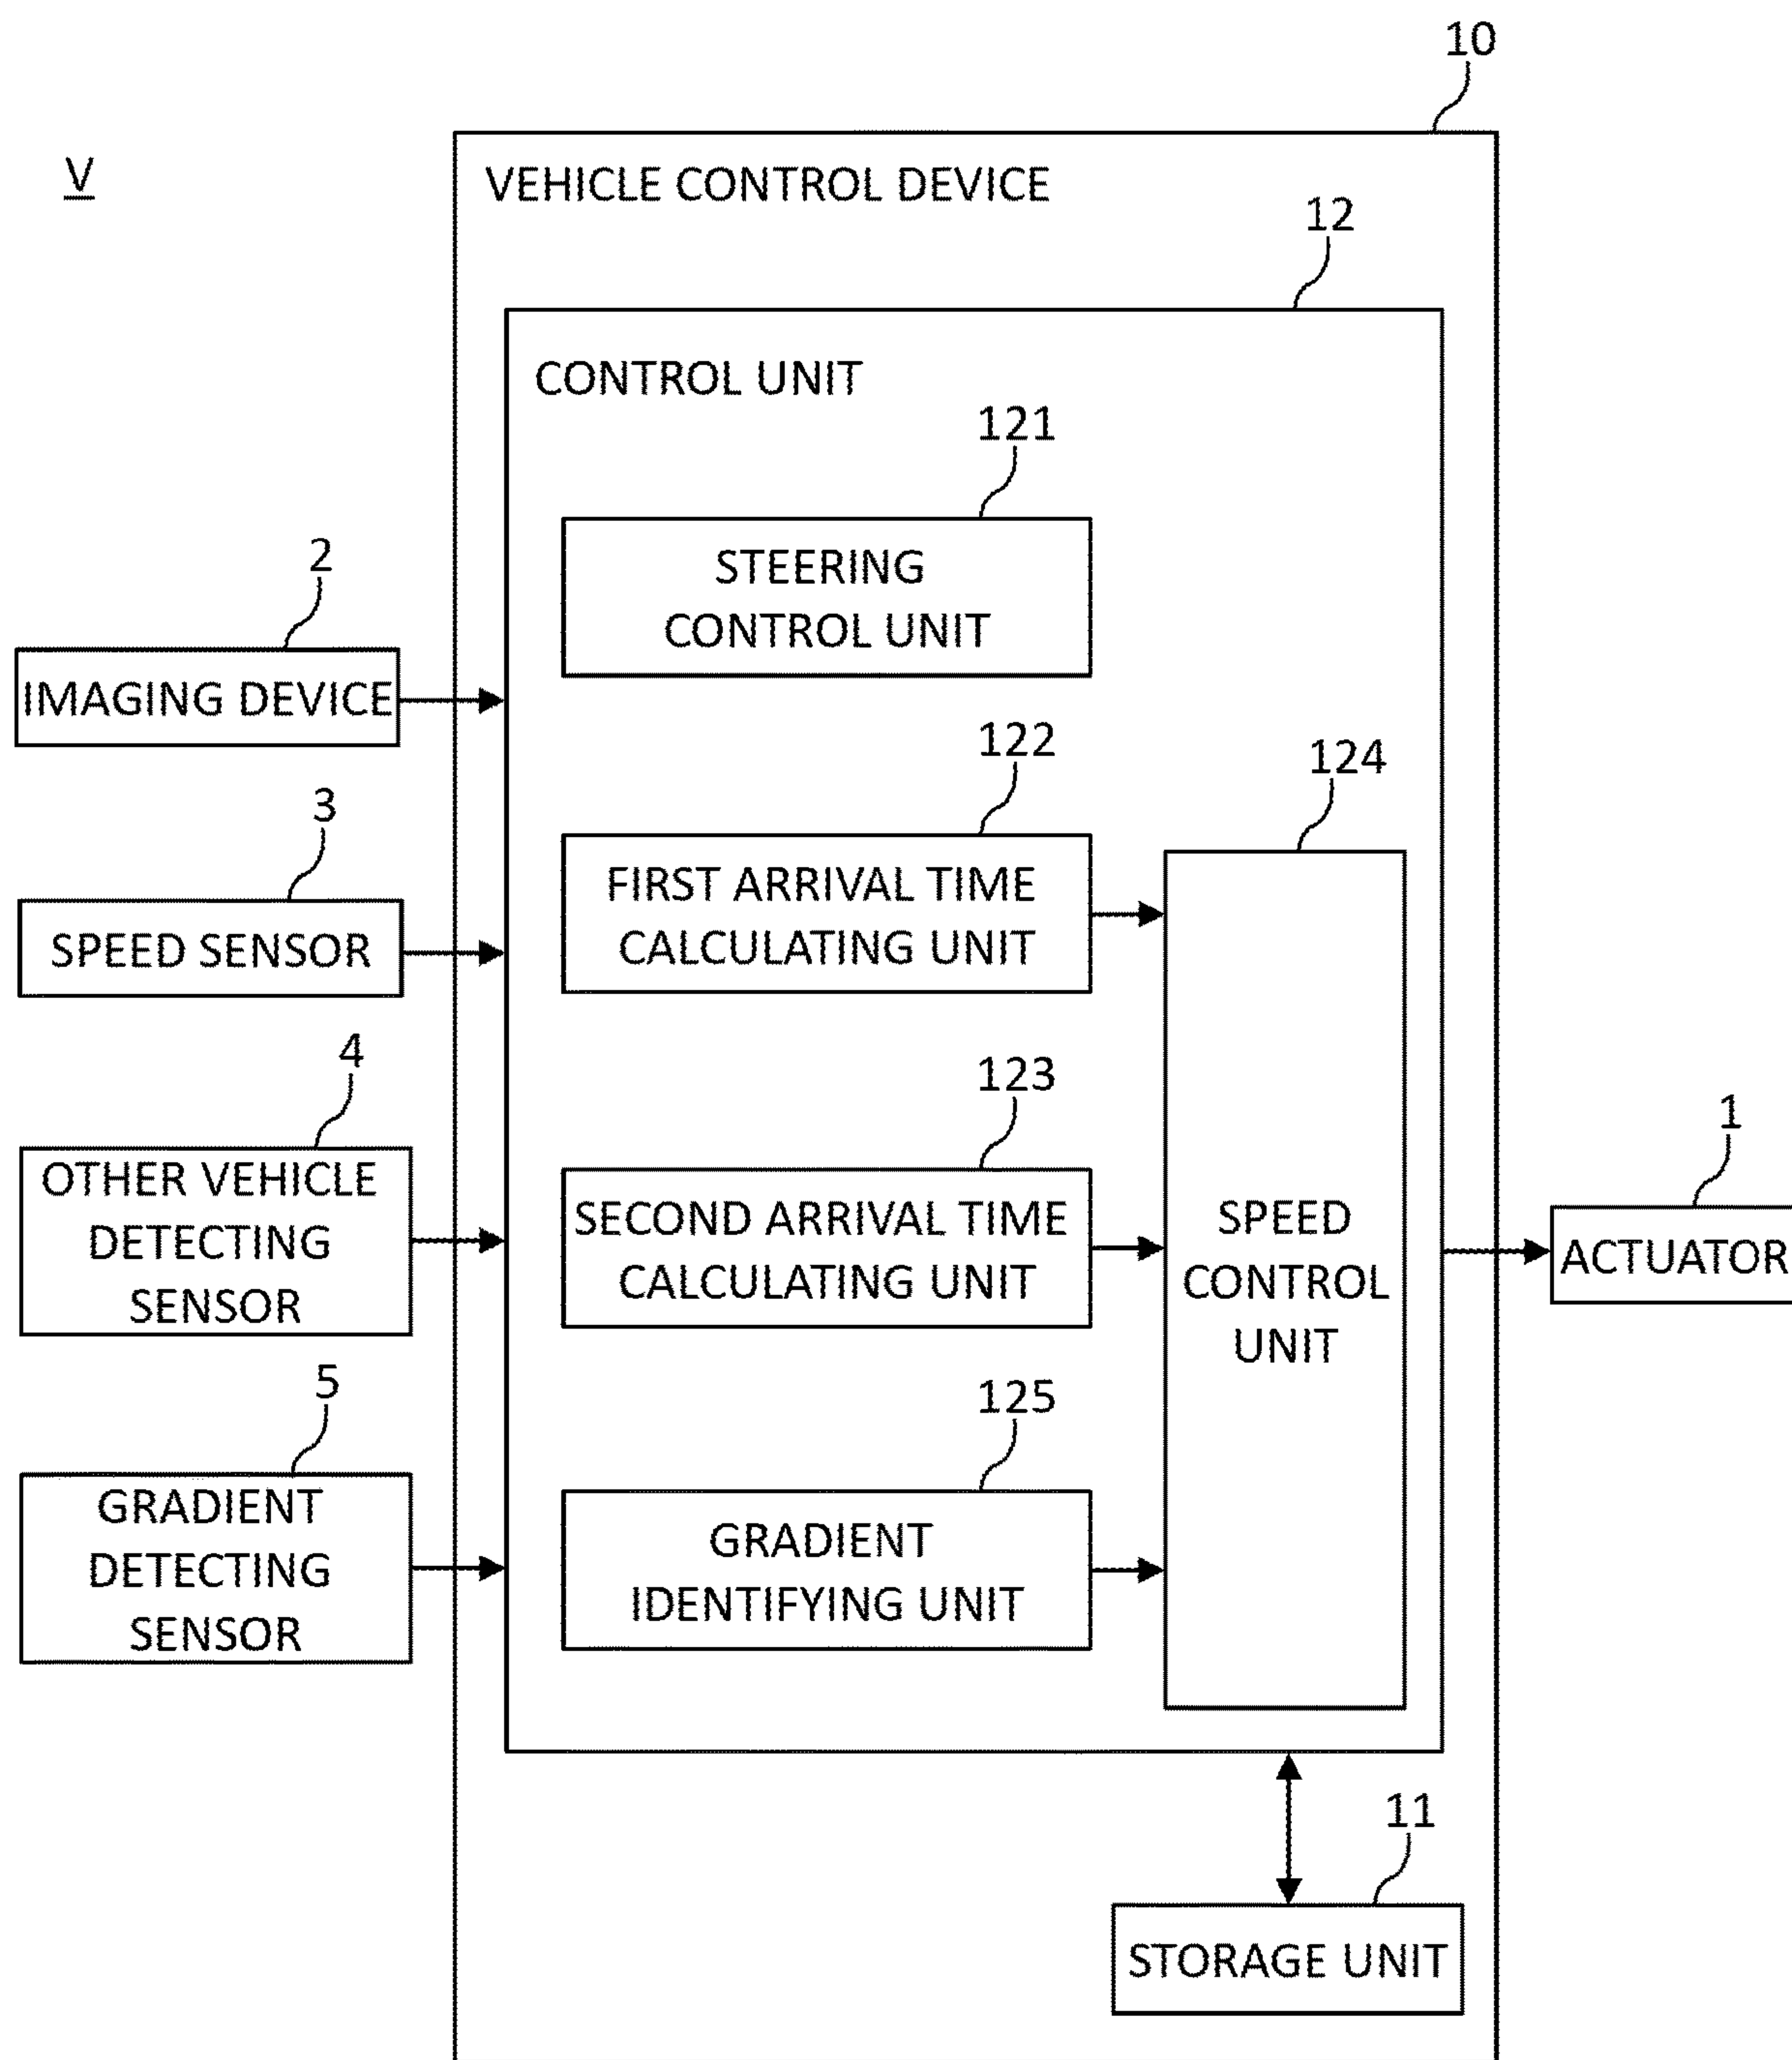 10
V
VEHICLE CONTROL DEVICE
12
CONTROL UNIT
121
STEERING
CONTROL UNIT
2
IMAGING DEVICE
122
FIRST ARRIVAL TIME
CALCULATING UNIT
124
SPEED
CONTROL
UNIT
3
SPEED SENSOR
4
OTHER VEHICLE
DETECTING
SENSOR
123
SECOND ARRIVAL TIME
CALCULATING UNIT
1
ACTUATOR
5
GRADIENT
DETECTING
SENSOR
125
GRADIENT
IDENTIFYING UNIT
11
STORAGE UNIT